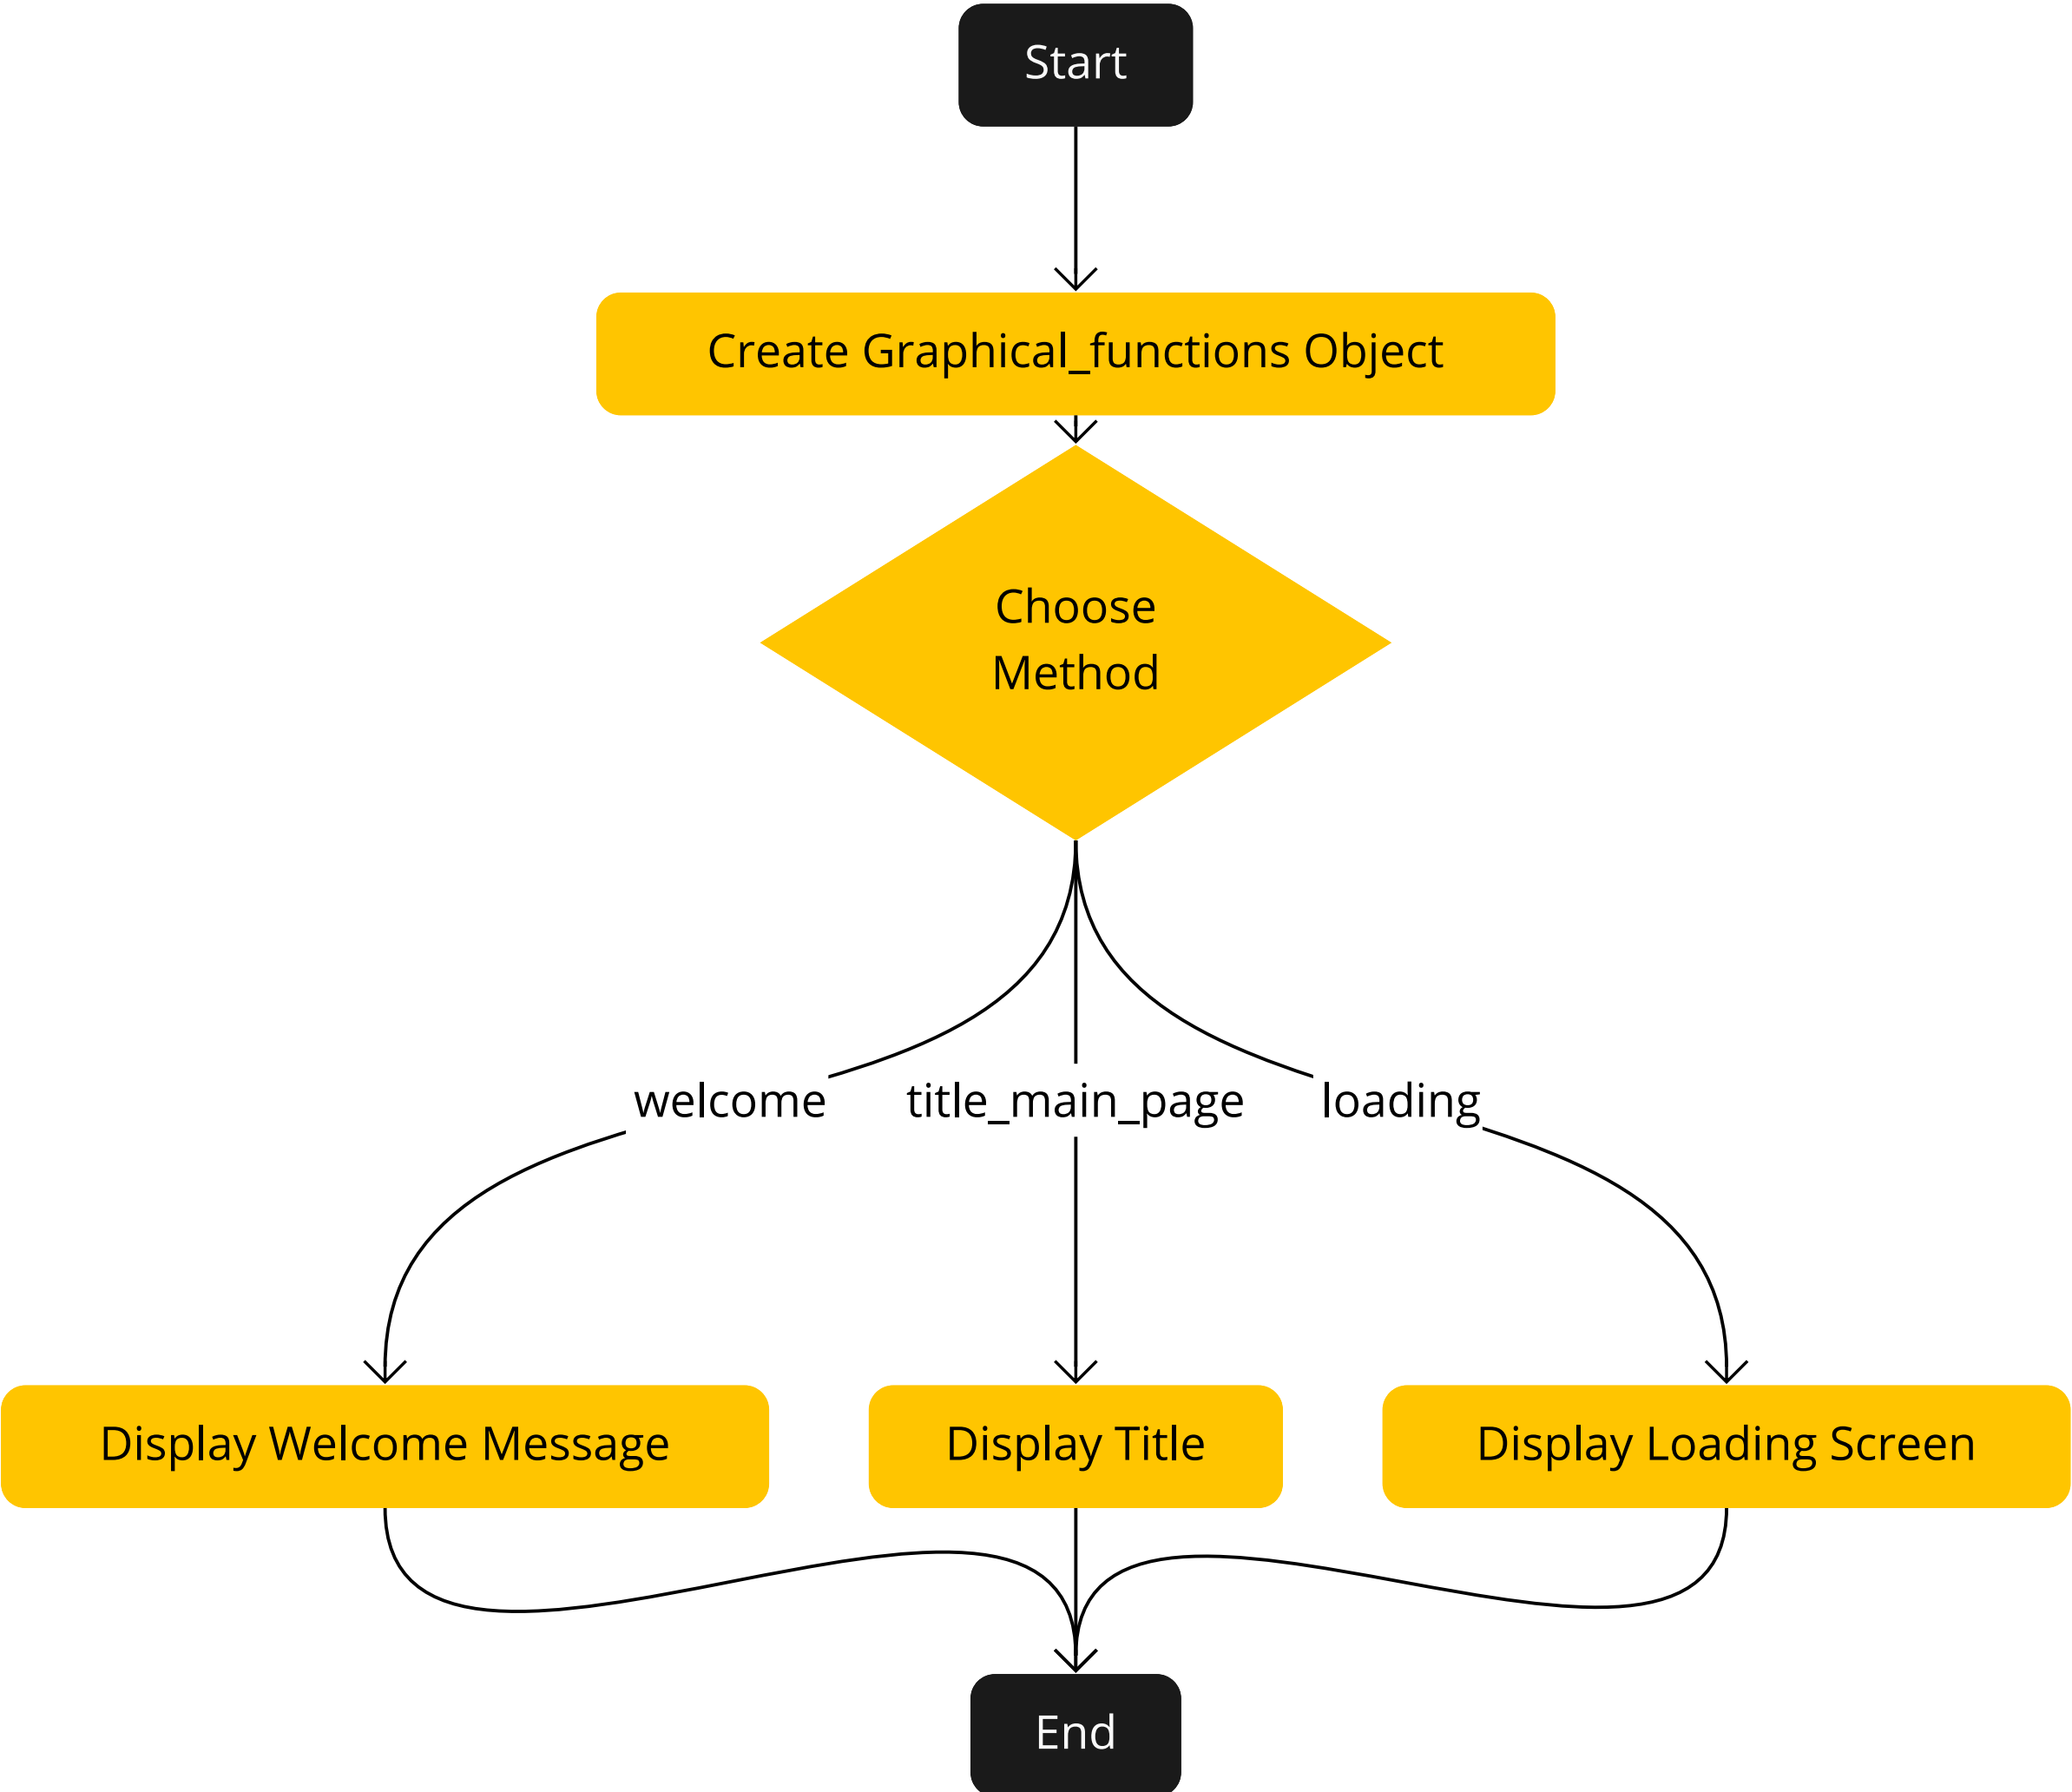 Start
Create Graphical_functions Object
Choose
Method
welcome
title_main_page
loading
Display Welcome Message
Display Title
Display Loading Screen
End